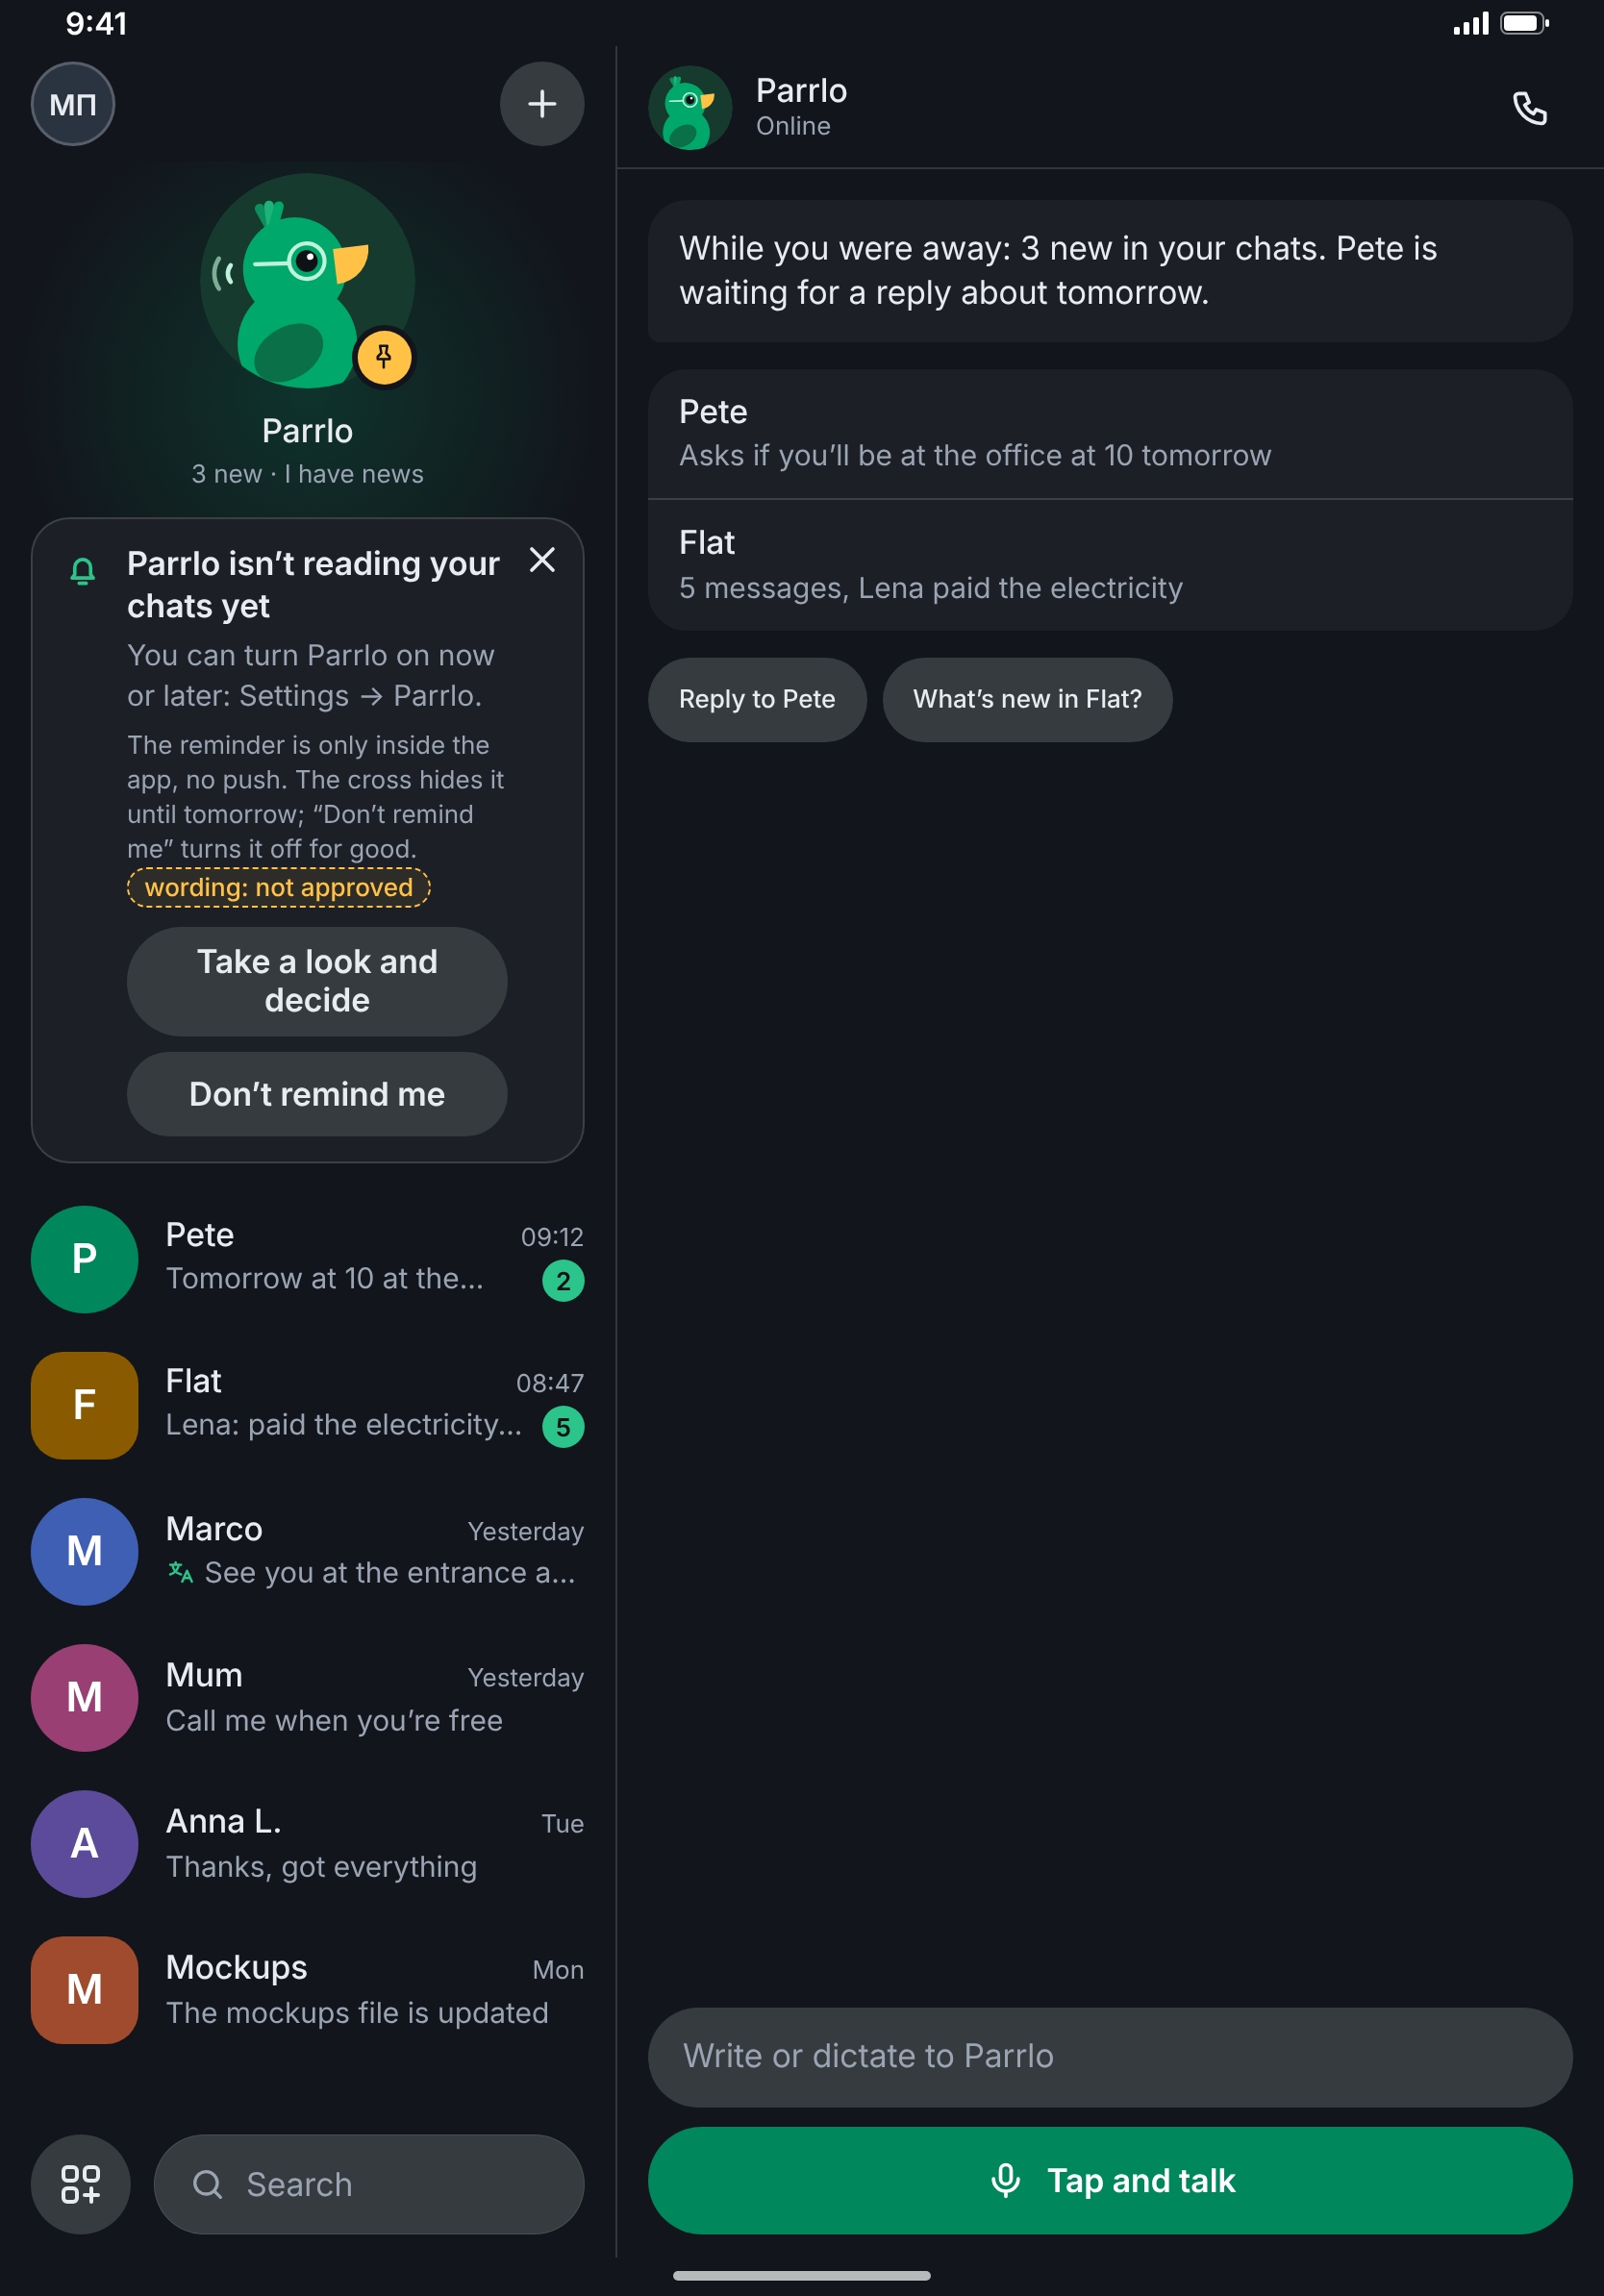 9:41
МП
Parrlo
3 new · I have news
Parrlo isn’t reading your
chats yet
You can turn Parrlo on now
or later: Settings → Parrlo.
The reminder is only inside the
app, no push. The cross hides it
until tomorrow; “Don’t remind
me” turns it off for good.
wording: not approved
Take a look and
decide
Don’t remind me
P
Pete
09:12
Tomorrow at 10 at the...
2
F
Flat
08:47
Lena: paid the electricity...
5
M
Marco
Yesterday
See you at the entrance a...
M
Mum
Yesterday
Call me when you’re free
A
Anna L.
Tue
Thanks, got everything
M
Mockups
Mon
The mockups file is updated
Search
Parrlo
Online
While you were away: 3 new in your chats. Pete is
waiting for a reply about tomorrow.
Pete
Asks if you’ll be at the office at 10 tomorrow
Flat
5 messages, Lena paid the electricity
Reply to Pete
What’s new in Flat?
Write or dictate to Parrlo
Tap and talk